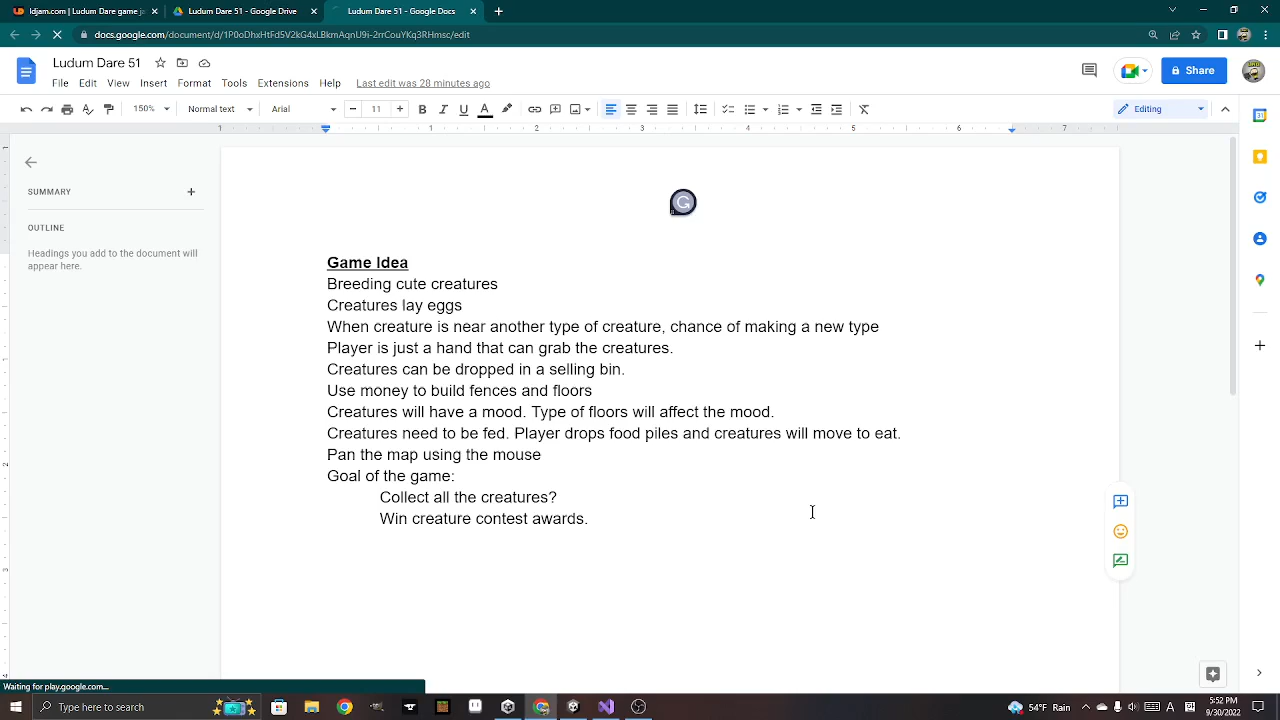 ldjam.com: Ludum Dare game ja
Ludum Dare 51 - Google Drive
Ludum Dare 51 - Google Docs
docs.google.com/document/d/1P0oDhxHtFd5V2kG4xLBkmAqnU9i-2rrCouYKq3RHmsc/edit
Ludum Dare 51
File Edit View Insert Format Tools Extensions Help Last edit was 28 minutes ago
Share
150% Normal text Arial 11 B I U A Editing
1 1 2 3 4 5 6 7
SUMMARY
OUTLINE
Headings you add to the document will
appear here.
G
Game Idea
Breeding cute creatures
Creatures lay eggs
When creature is near another type of creature, chance of making a new type
Player is just a hand that can grab the creatures.
Creatures can be dropped in a selling bin.
Use money to build fences and floors
Creatures will have a mood. Type of floors will affect the mood.
Creatures need to be fed. Player drops food piles and creatures will move to eat.
Pan the map using the mouse
Goal of the game:
Collect all the creatures?
Win creature contest awards.
Waiting for play.google.com...
Type here to search
54°F Rain
5:52 PM
9/30/2022